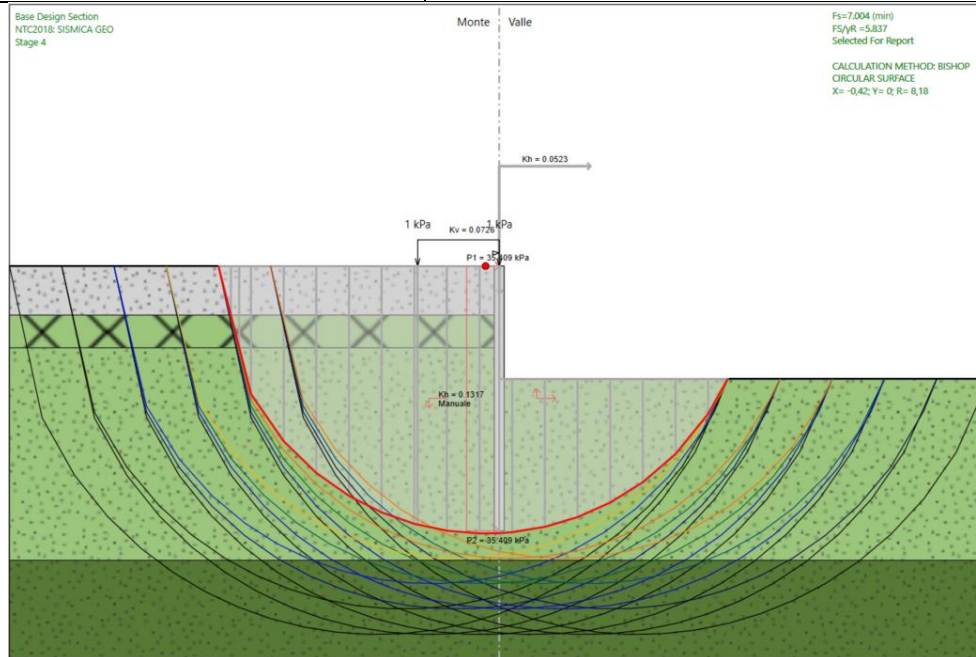 Base Design Section
NTC2018: SISMICA GEO
Stage 4
Monte Valle
Fs=7.004 (min)
FS/γR =5.837
Selected For Report
CALCULATION METHOD: BISHOP
CIRCULAR SURFACE
X= -0,42; Y= 0; R= 8,18
Kh = 0.0523
1 kPa 1 kPa
Kv = 0.0726
P1 = 35.409 kPa
Kh = 0.1317
Manuale
P2 = 35.409 kPa